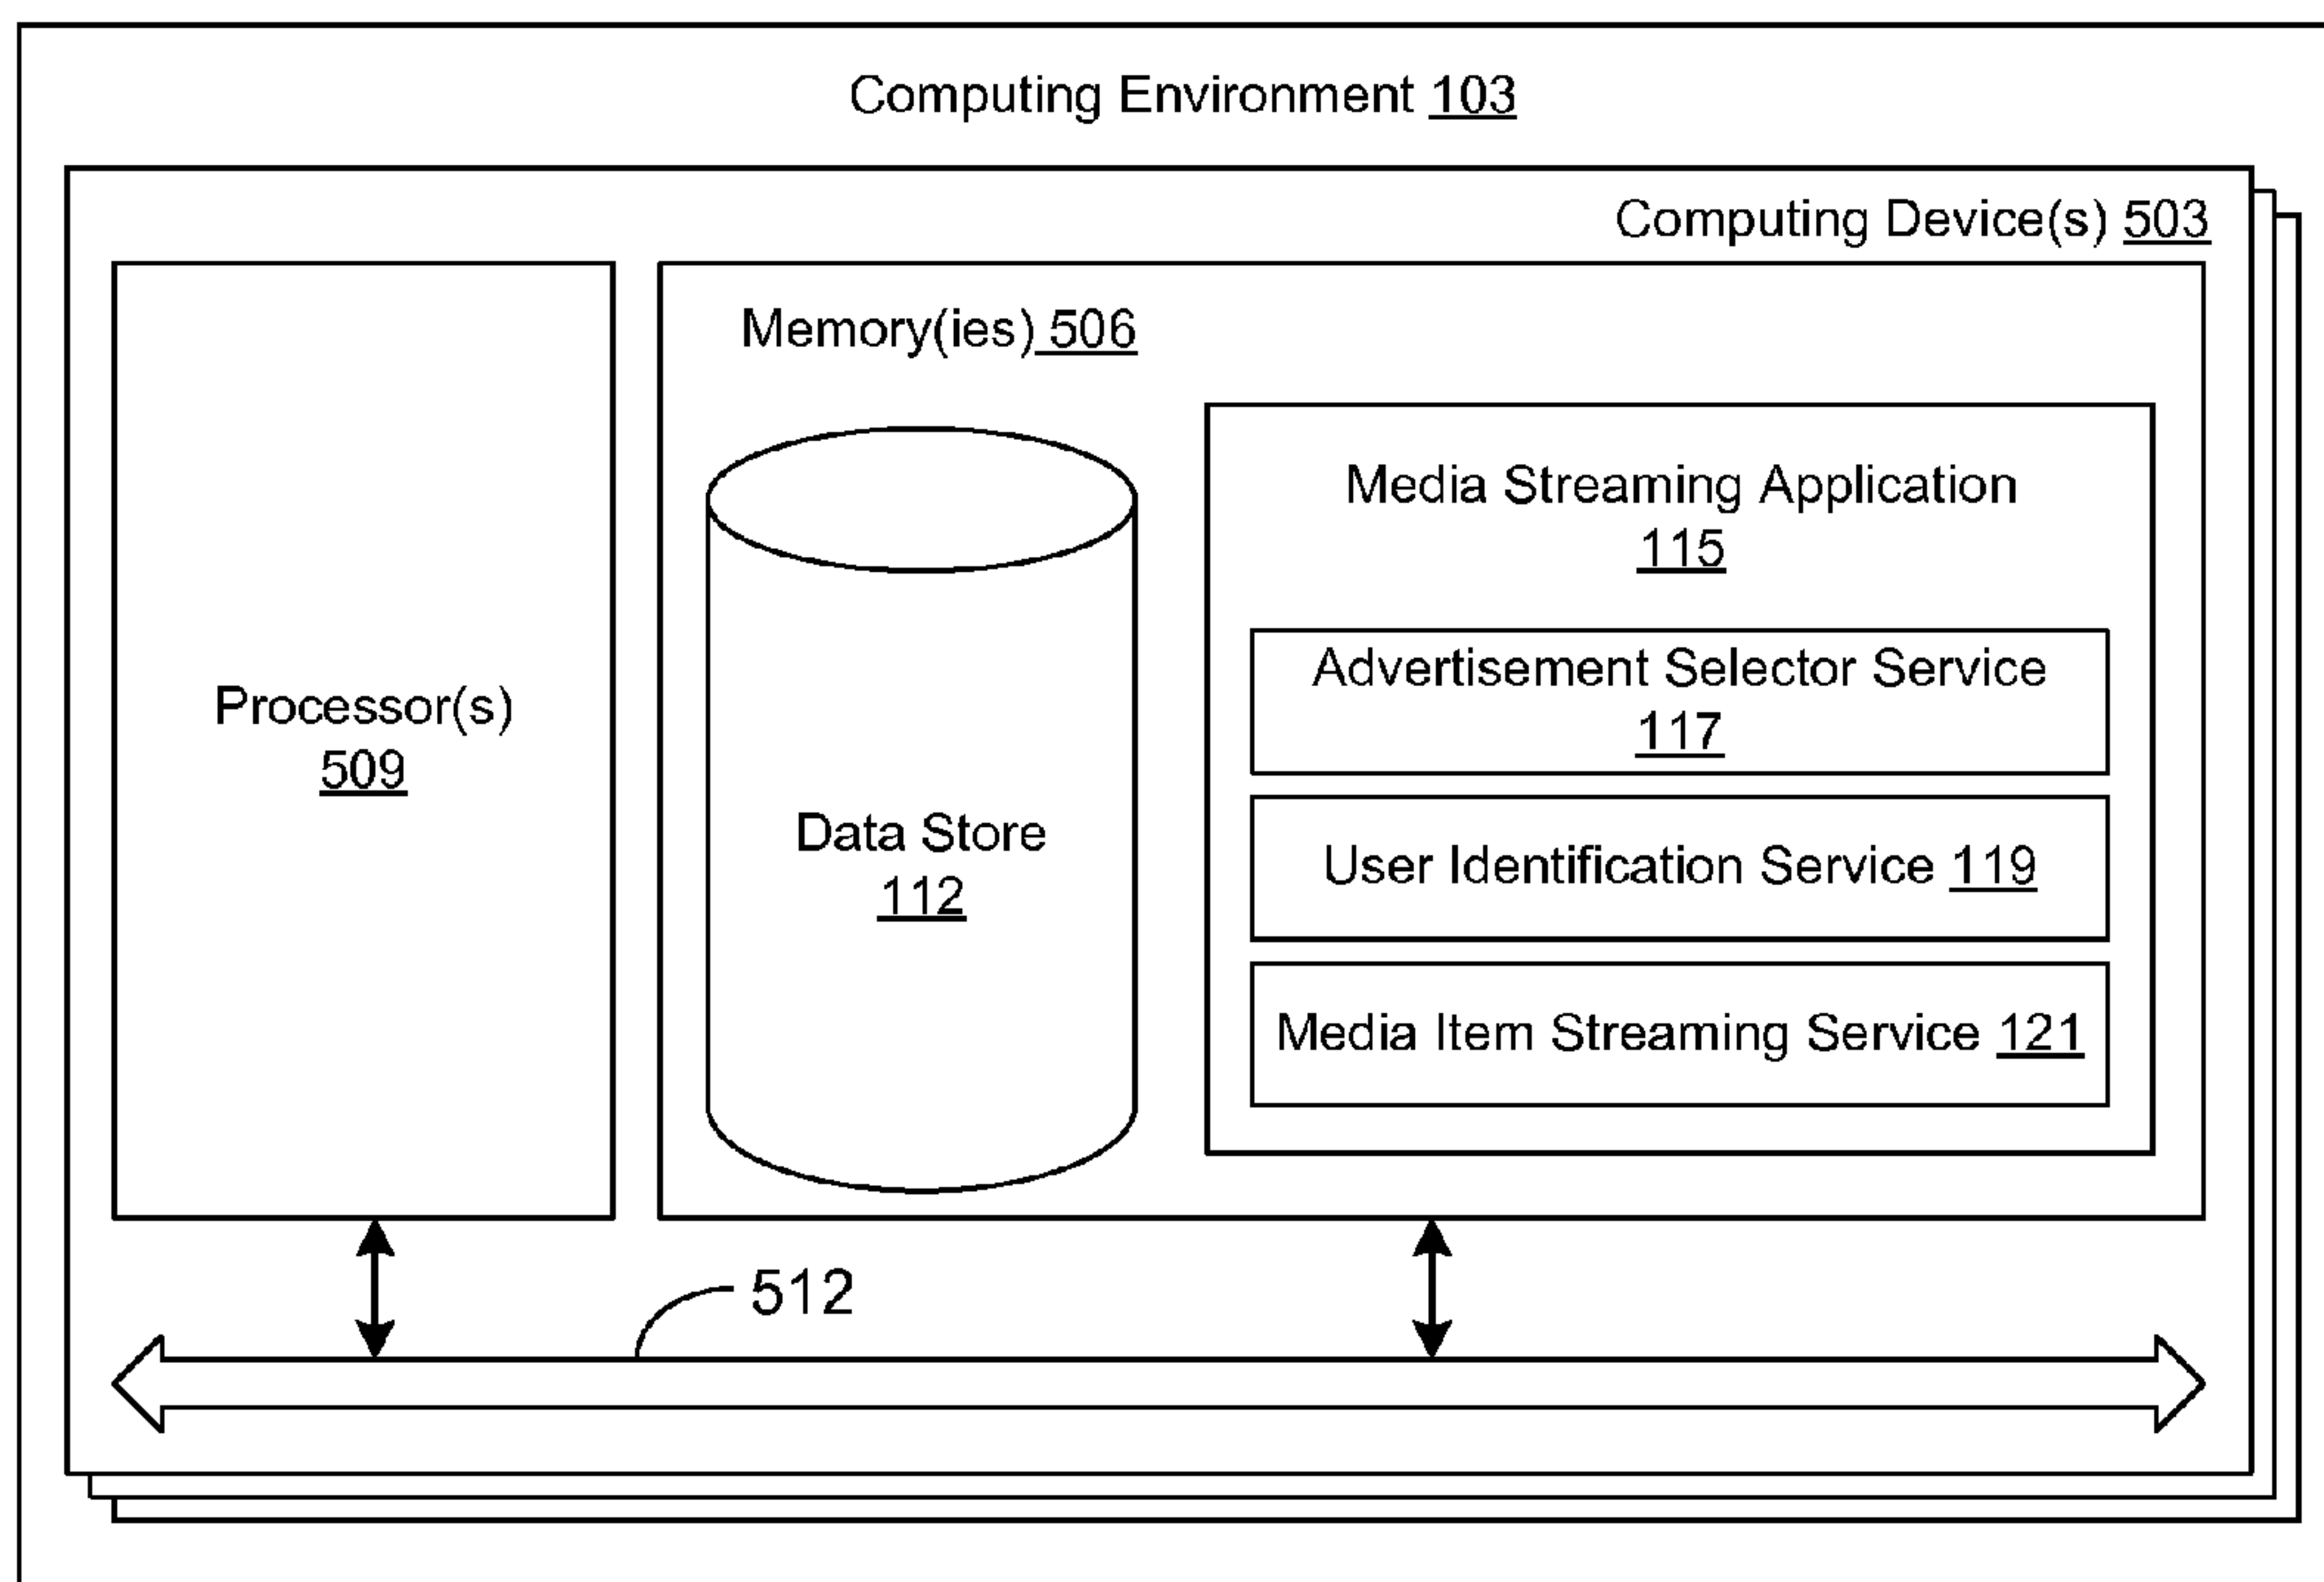 Computing Environment 103
Computing Device(s) 503
Memory(ies) 506
Media Streaming Application
115
Advertisement Selector Service
117
Processor(s)
509
Data Store
112
User Identification Service 119
Media Item Streaming Service 121
512